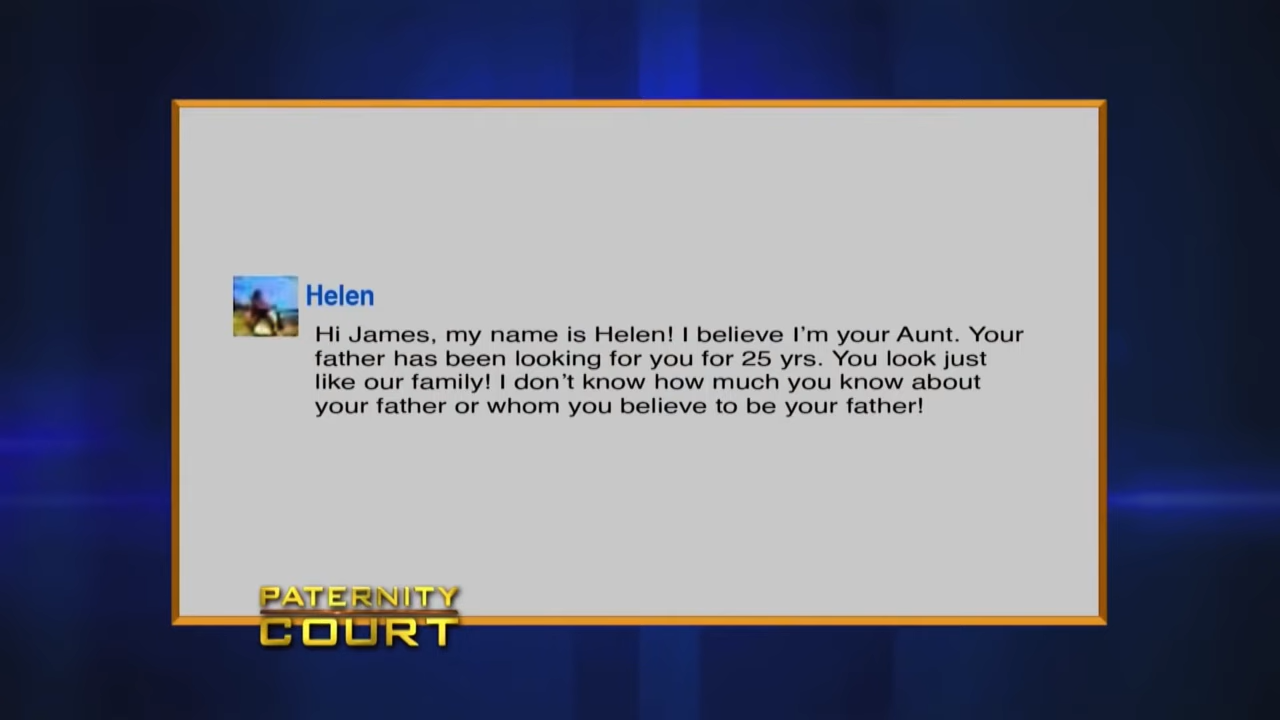 Helen
Hi James, my name is Helen! I believe I'm your Aunt. Your
father has been looking for you for 25 yrs. You look just
like our family! I don't know how much you know about
your father or whom you believe to be your father!
PATERNITY
COURT